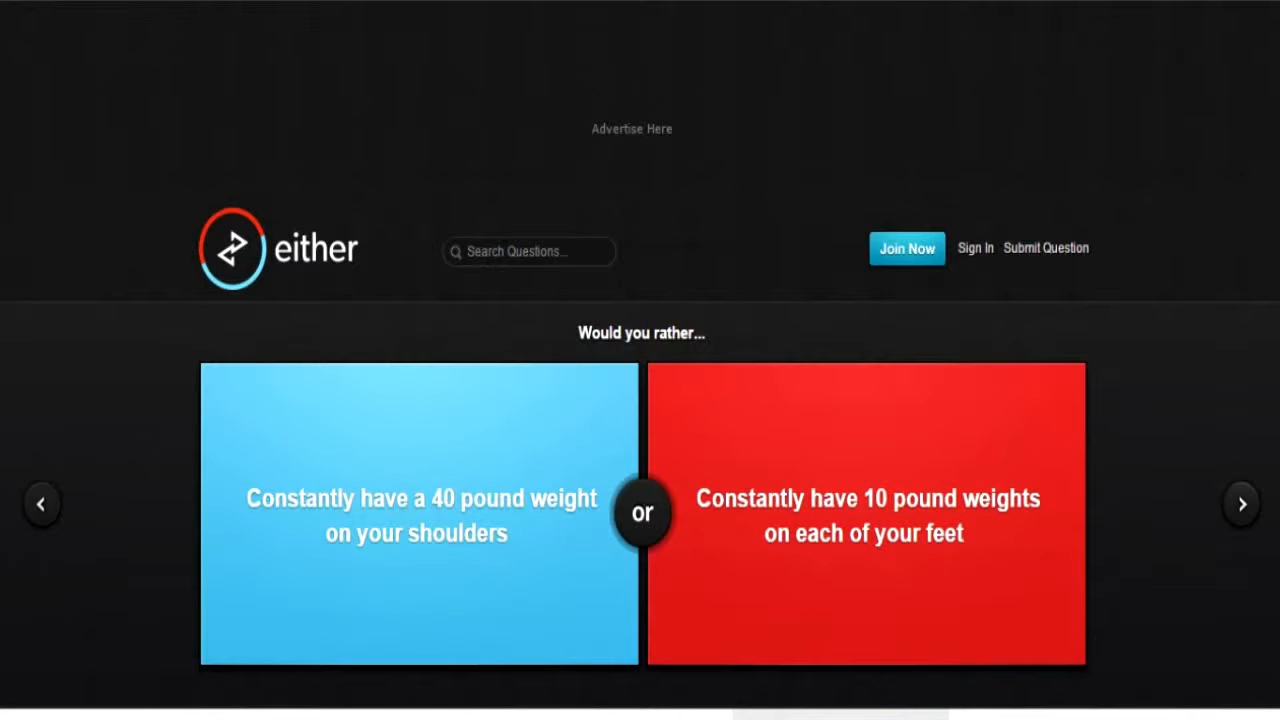 Advertise Here
either
Search Questions...
Join Now
Sign In
Submit Question
Would you rather...
Constantly have a 40 pound weight
on your shoulders
or
Constantly have 10 pound weights
on each of your feet